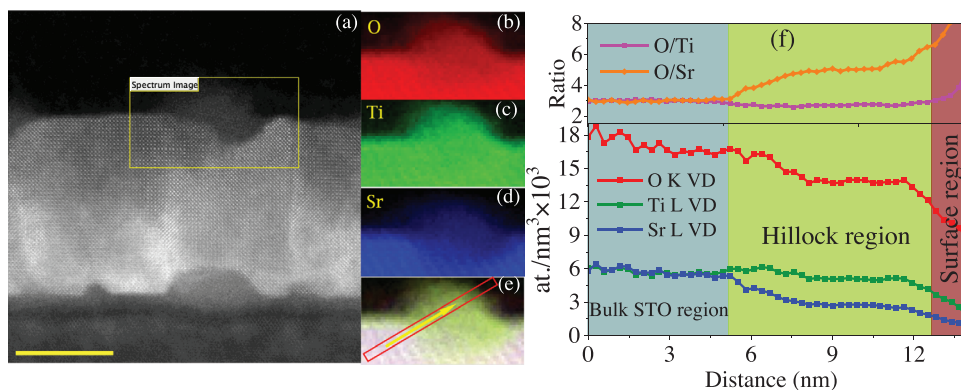 (a)
Spectrum Image
O
(b)
Ti
(c)
Sr
(d)
(e)
(f)
8
6
4
2
Ratio
O/Ti
O/Sr
18
15
12
9
6
3
0
at./nm³×10³
O K VD
Ti L VD
Sr L VD
Bulk STO region
Hillock region
Surface region
0
3
6
9
12
Distance (nm)